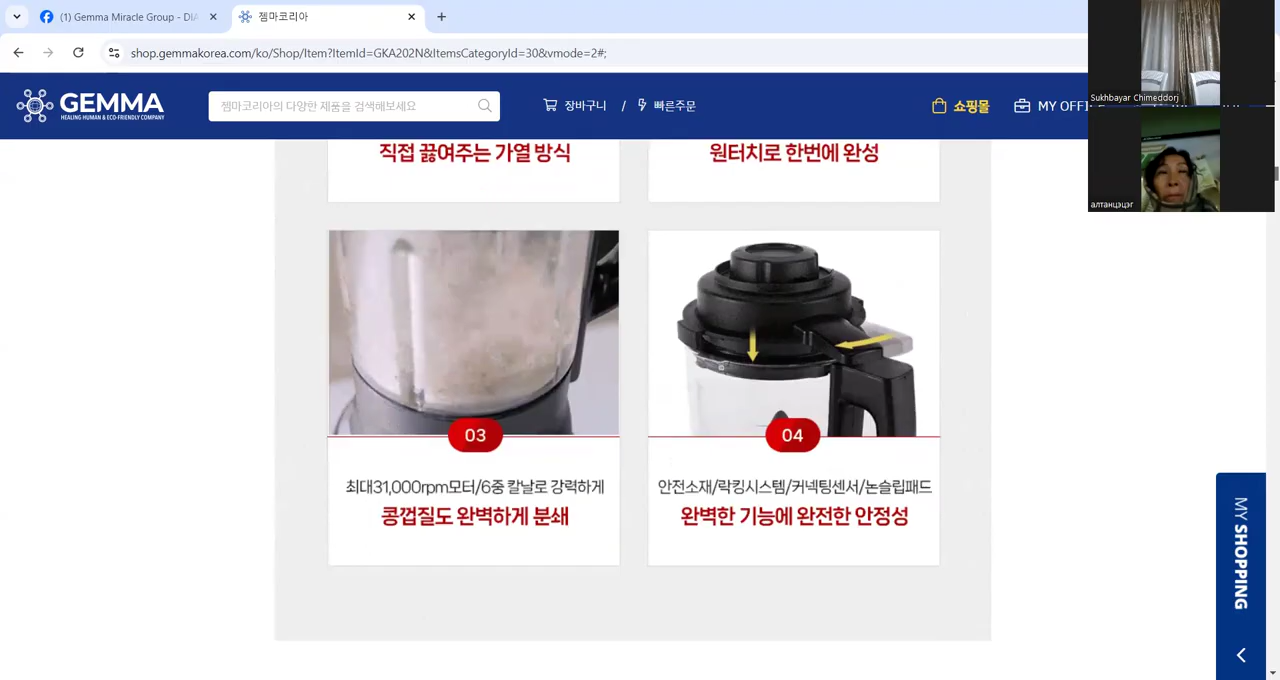 (1) Gemma Miracle Group - DIA
젬마코리아
shop.gemmakorea.com/ko/Shop/Item?ItemId=GKA202N&ItemsCategoryId=30&vmode=2#;
GEMMA
HEALING HUMAN & ECO-FRIENDLY COMPANY
젬마코리아의 다양한 제품을 검색해보세요
장바구니 / 빠른주문
쇼핑몰
MY OFFI
Sukhbayar Chimeddorj
алтанцэцэг
직접 끓여주는 가열 방식
원터치로 한번에 완성
03
최대31,000rpm모터/6중 칼날로 강력하게
콩껍질도 완벽하게 분쇄
04
안전소재/락킹시스템/커넥팅센서/논슬립패드
완벽한 기능에 완전한 안정성
MY SHOPPING